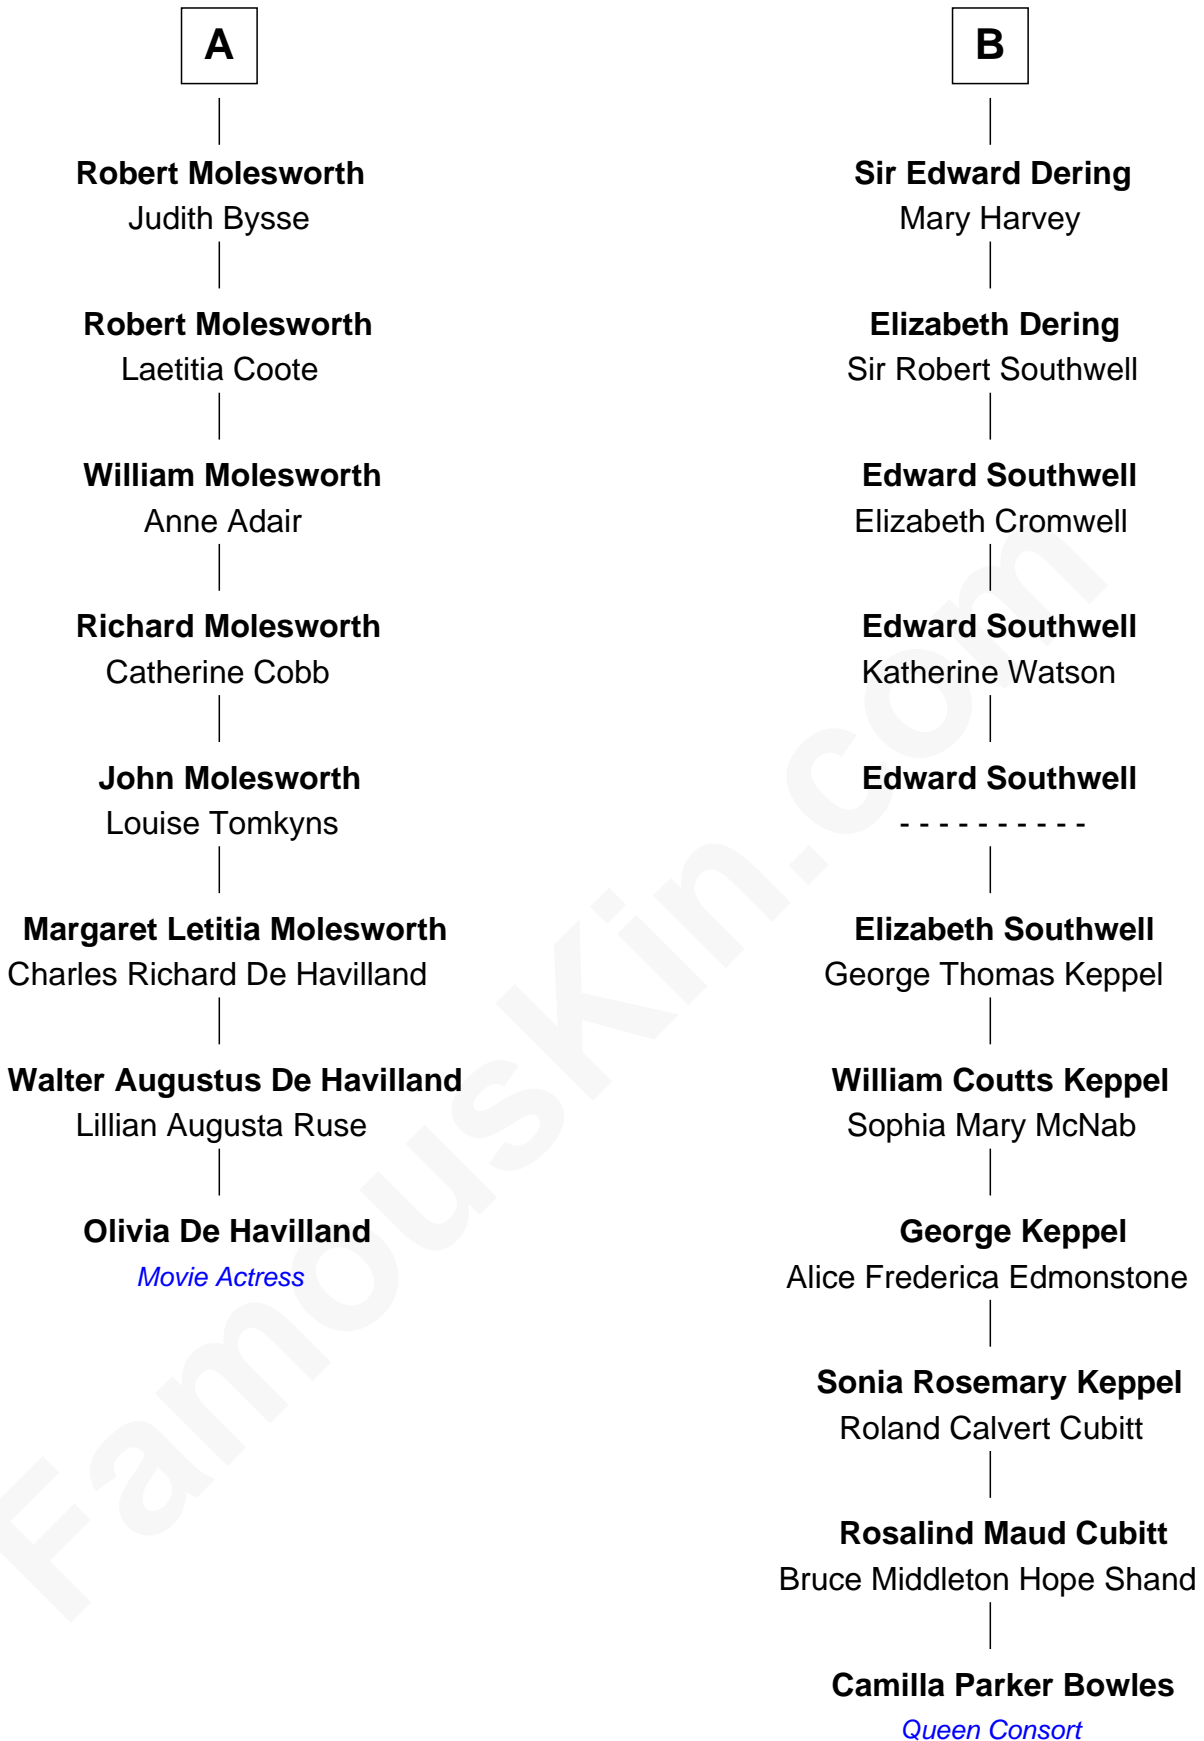 A
Robert Molesworth
Judith Bysse
Robert Molesworth
Laetitia Coote
William Molesworth
Anne Adair
Richard Molesworth
Catherine Cobb
John Molesworth
Louise Tomkyns
Margaret Letitia Molesworth
Charles Richard De Havilland
Walter Augustus De Havilland
Lillian Augusta Ruse
Olivia De Havilland
Movie Actress
B
Sir Edward Dering
Mary Harvey
Elizabeth Dering
Sir Robert Southwell
Edward Southwell
Elizabeth Cromwell
Edward Southwell
Katherine Watson
Edward Southwell
- - - - - - - - - -
Elizabeth Southwell
George Thomas Keppel
William Coutts Keppel
Sophia Mary McNab
George Keppel
Alice Frederica Edmonstone
Sonia Rosemary Keppel
Roland Calvert Cubitt
Rosalind Maud Cubitt
Bruce Middleton Hope Shand
Camilla Parker Bowles
Queen Consort
FamousKin.com